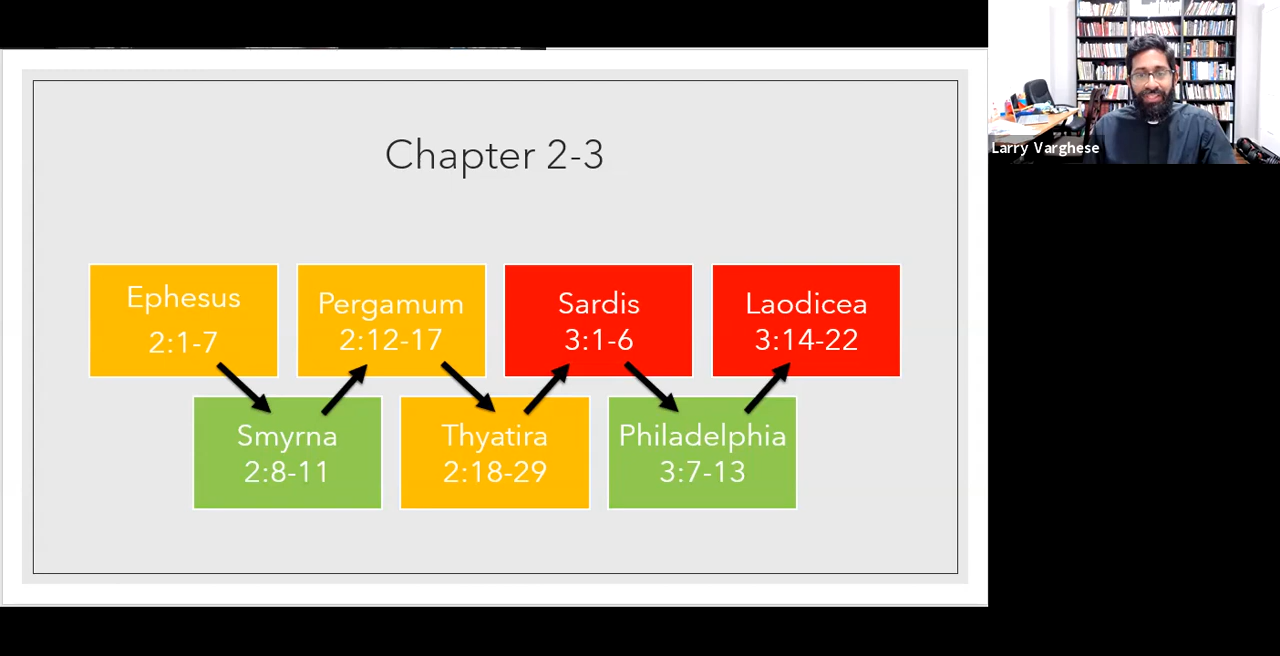 Chapter 2-3
Ephesus
2:1-7
Pergamum
2:12-17
Sardis
3:1-6
Laodicea
3:14-22
Smyrna
2:8-11
Thyatira
2:18-29
Philadelphia
3:7-13
Larry Varghese